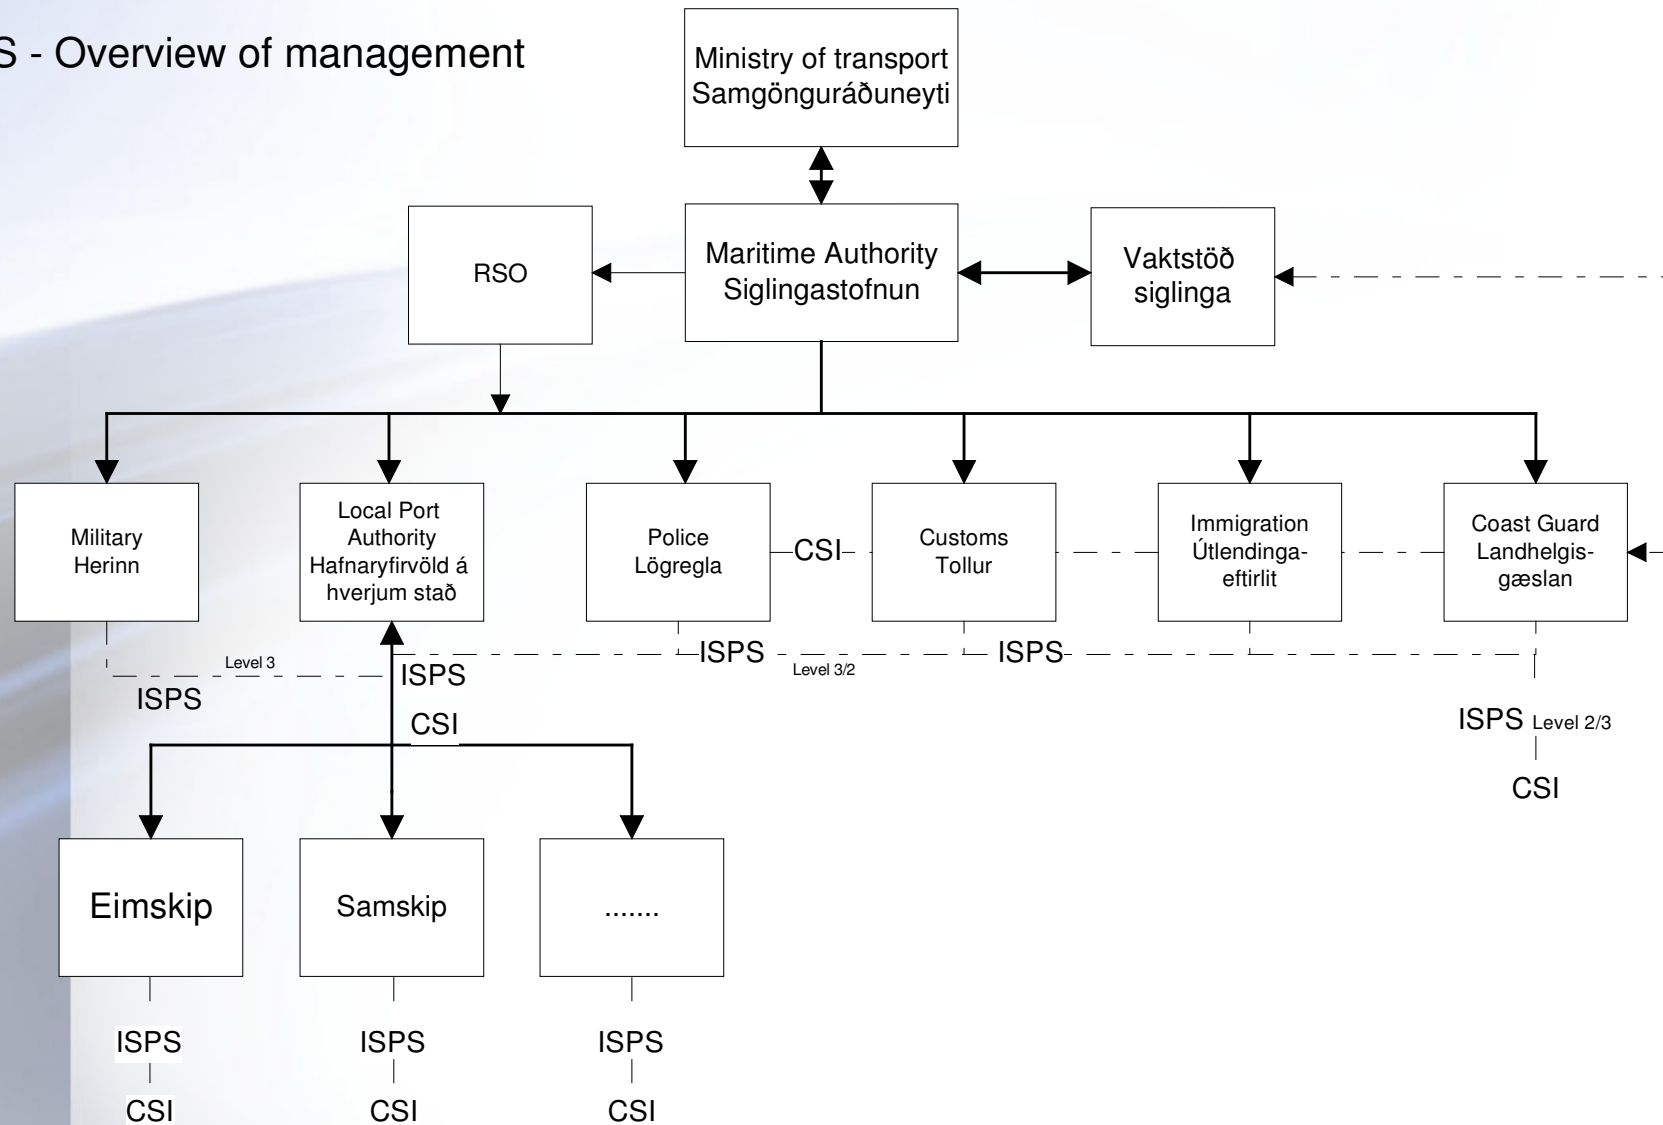 S - Overview of management
Ministry of transport
Samgönguráðuneyti
RSO
Maritime Authority
Siglingastofnun
Vaktstöð
siglinga
Military
Herinn
Local Port
Authority
Hafnaryfirvöld á
hverjum stað
Police
Lögregla
CSI
Customs
Tollur
Immigration
Útlendinga-
eftirlit
Coast Guard
Landhelgis-
gæslan
Level 3
ISPS
ISPS
CSI
ISPS
Level 3/2
ISPS
ISPS Level 2/3
CSI
Eimskip
Samskip
.......
ISPS
ISPS
ISPS
CSI
CSI
CSI